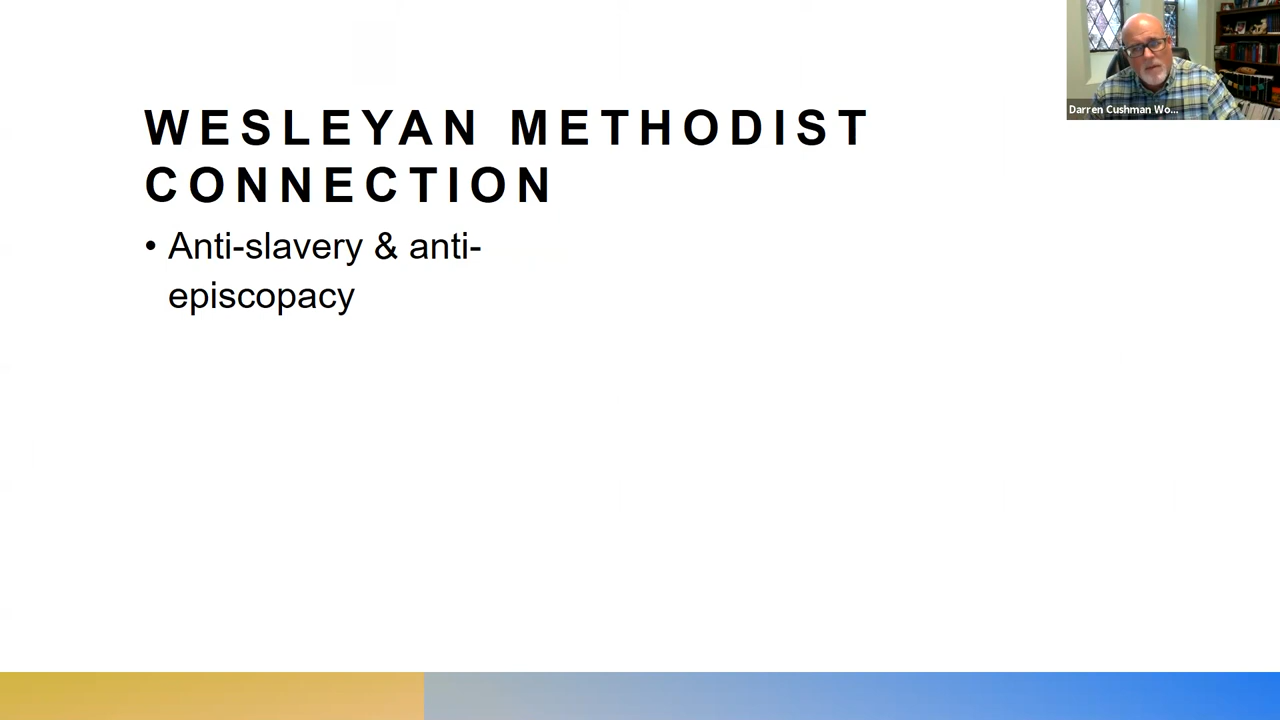 WESLEYAN METHODIST
CONNECTION
• Anti-slavery & anti-
episcopacy
Darren Cushman Wo...